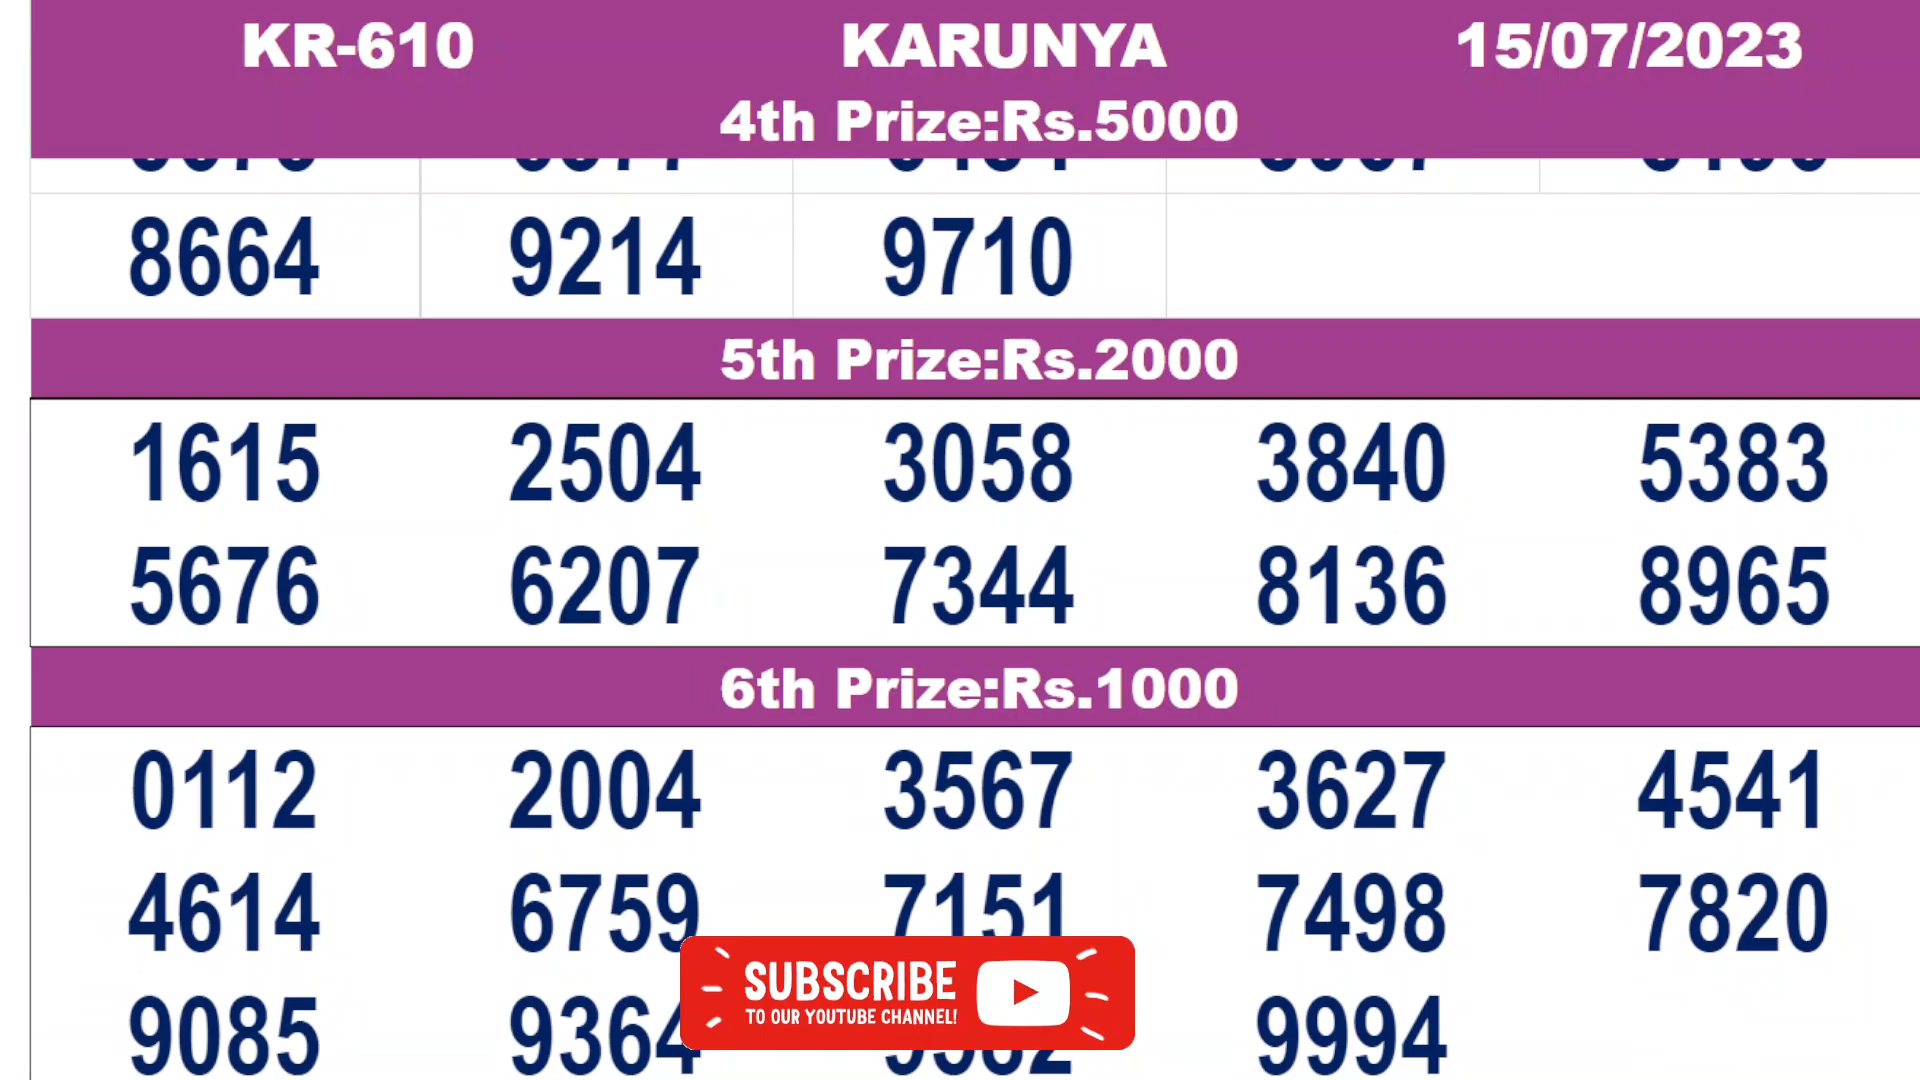 KR-610 KARUNYA 15/07/2023
4th Prize:Rs.5000
8664 9214 9710
5th Prize:Rs.2000
1615 2504 3058 3840 5383
5676 6207 7344 8136 8965
6th Prize:Rs.1000
0112 2004 3567 3627 4541
4614 6759 7151 7498 7820
9085 9364 9994
SUBSCRIBE
TO OUR YOUTUBE CHANNEL!